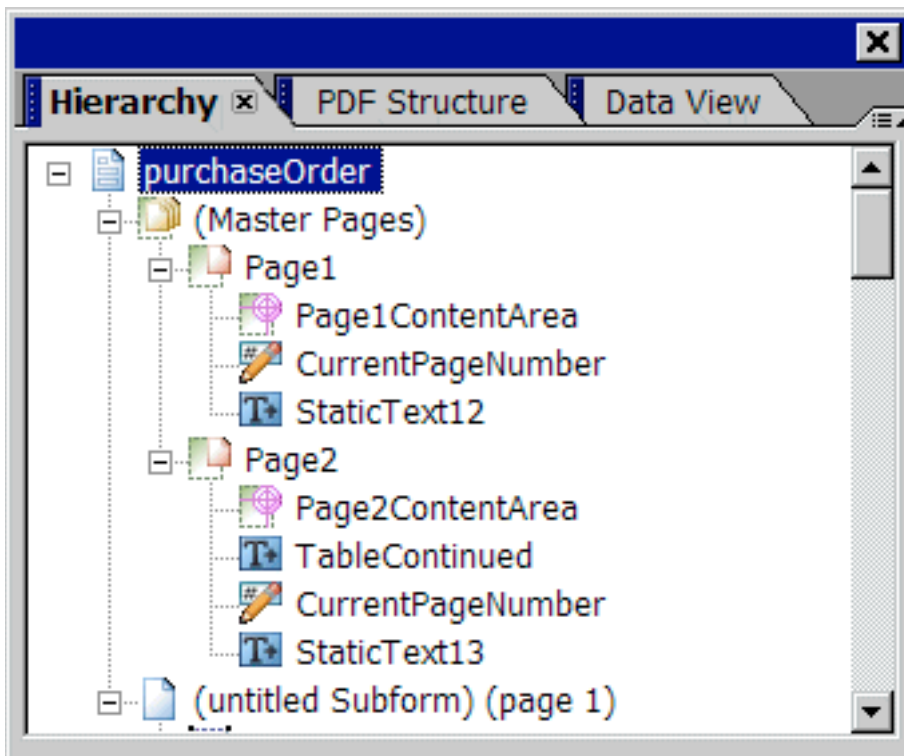 Hierarchy PDF Structure Data View
purchaseOrder
(Master Pages)
Page1
Page1ContentArea
CurrentPageNumber
StaticText12
Page2
Page2ContentArea
TableContinued
CurrentPageNumber
StaticText13
(untitled Subform) (page 1)